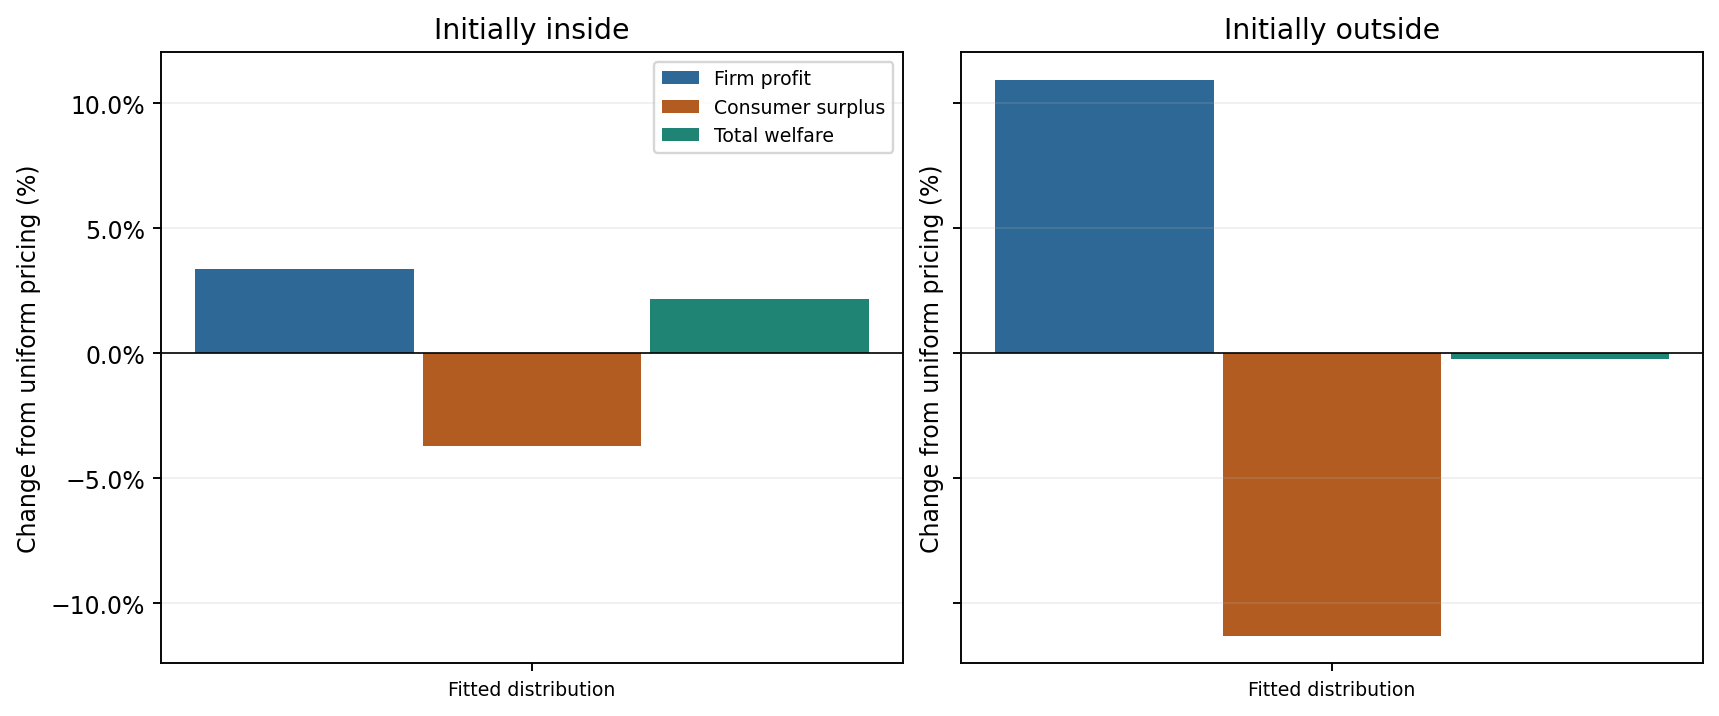 Initially inside
Initially outside
Change from uniform pricing (%)
10.0%
5.0%
0.0%
−5.0%
−10.0%
Firm profit
Consumer surplus
Total welfare
Fitted distribution
Change from uniform pricing (%)
Fitted distribution